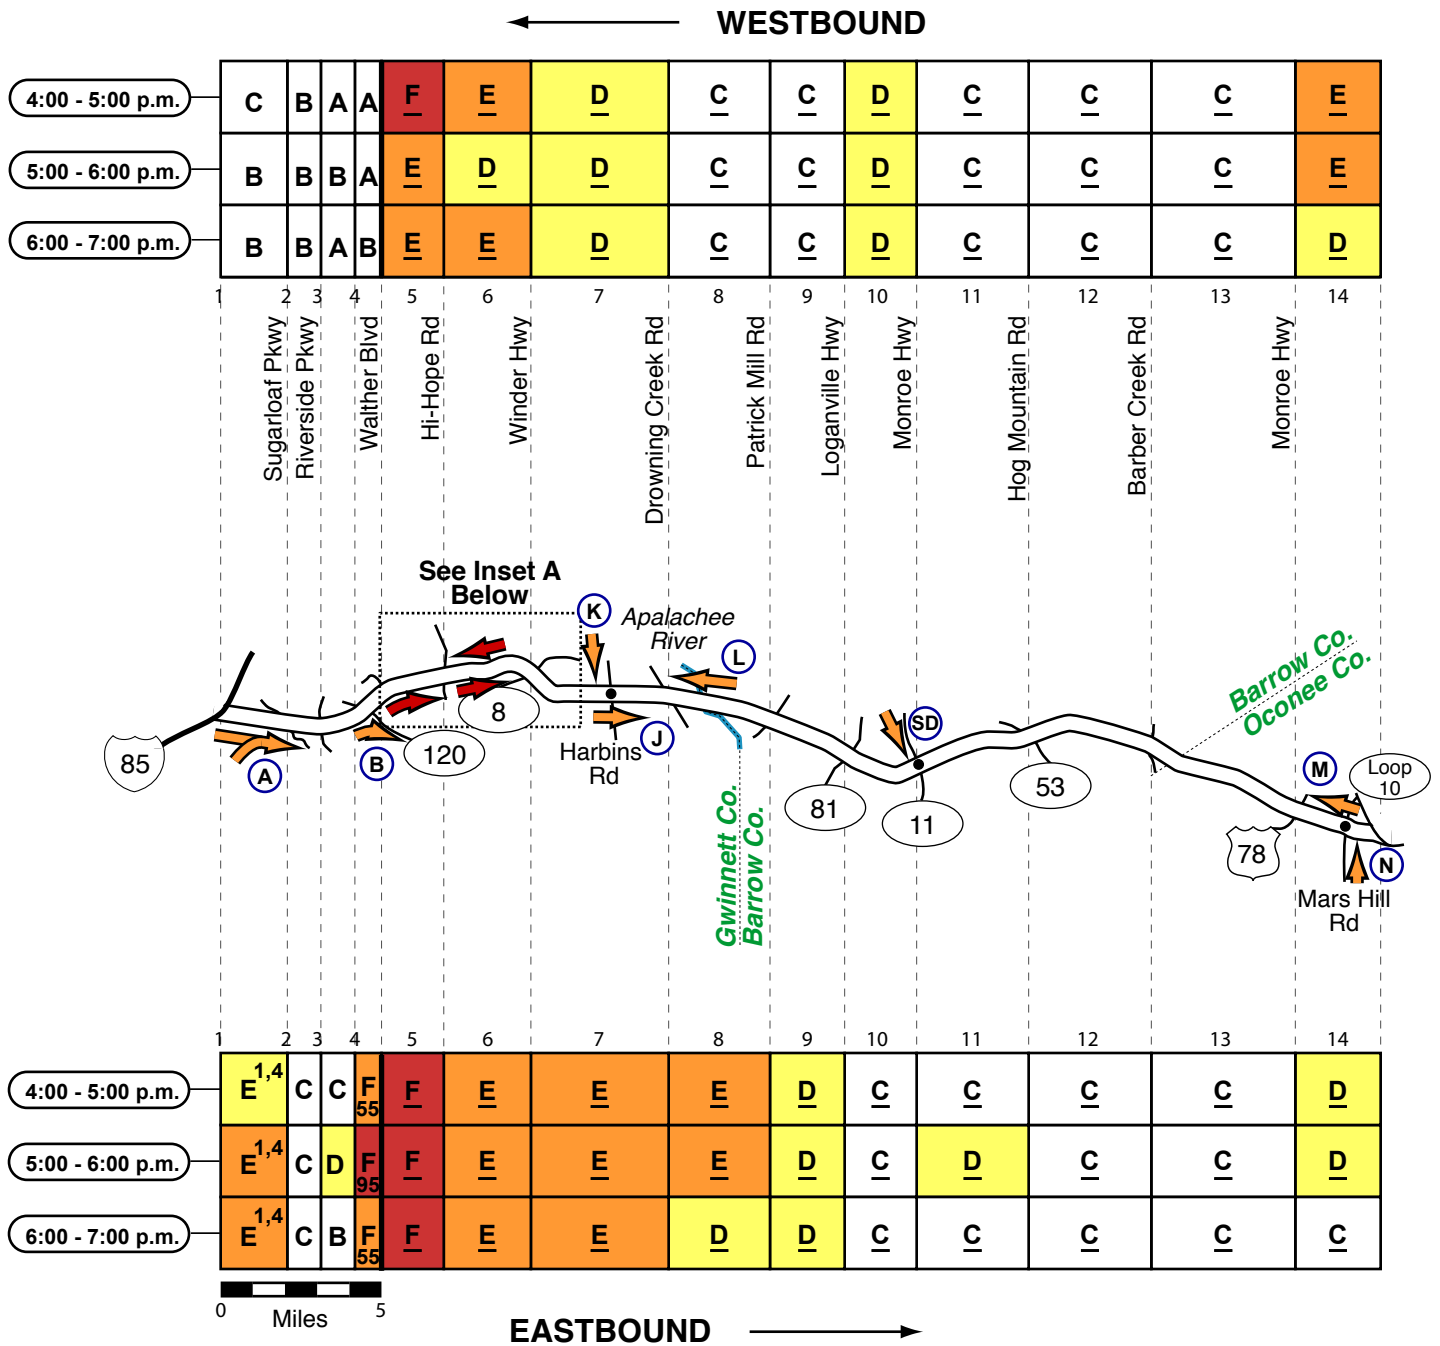 WESTBOUND
4:00 - 5:00 p.m. C B A A F E D C C D C C C E
5:00 - 6:00 p.m. B B B A E D D C C D C C C E
6:00 - 7:00 p.m. B B A B E E D C C D C C C D
1 2 3 4 5 6 7 8 9 10 11 12 13 14
Sugarloaf Pkwy
Riverside Pkwy
Walther Blvd
Hi-Hope Rd
Winder Hwy
Drowning Creek Rd
Patrick Mill Rd
Loganville Hwy
Monroe Hwy
Hog Mountain Rd
Barber Creek Rd
Monroe Hwy
See Inset A
Below
K
Apalachee
River
L
Barrow Co.
Oconee Co.
8
SD
J
Harbins
Rd
120
85
A
B
81
11
53
M
Loop
10
78
N
Mars Hill
Rd
Gwinnett Co.
Barrow Co.
1 2 3 4 5 6 7 8 9 10 11 12 13 14
4:00 - 5:00 p.m. E1,4 C C F 55 F E E E D C C C C D
5:00 - 6:00 p.m. E1,4 C D F 95 F E E E D C D C C D
6:00 - 7:00 p.m. E1,4 C B F 55 F E E D D C C C C C
0 Miles 5
EASTBOUND